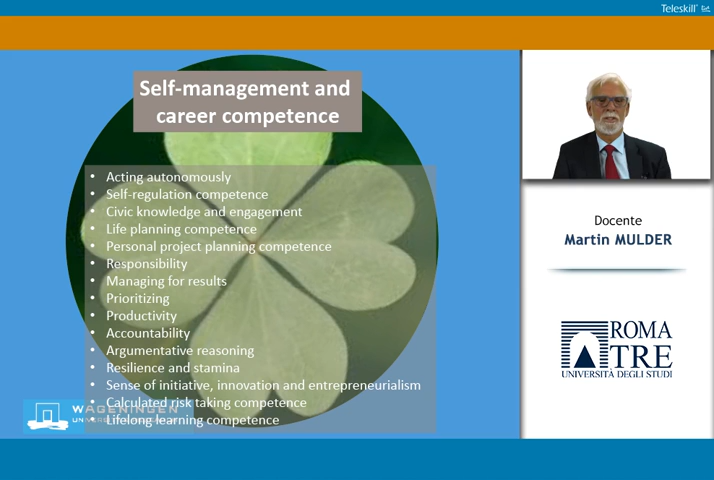 Teleskill
Self-management and
career competence
• Acting autonomously
• Self-regulation competence
• Civic knowledge and engagement
• Life planning competence
• Personal project planning competence
• Responsibility
• Managing for results
• Prioritizing
• Productivity
• Accountability
• Argumentative reasoning
• Resilience and stamina
• Sense of initiative, innovation and entrepreneurialism
• Calculated risk taking competence
• Lifelong learning competence
WAGENINGEN
Docente
Martin MULDER
ROMA
TRE
UNIVERSITÀ DEGLI STUDI